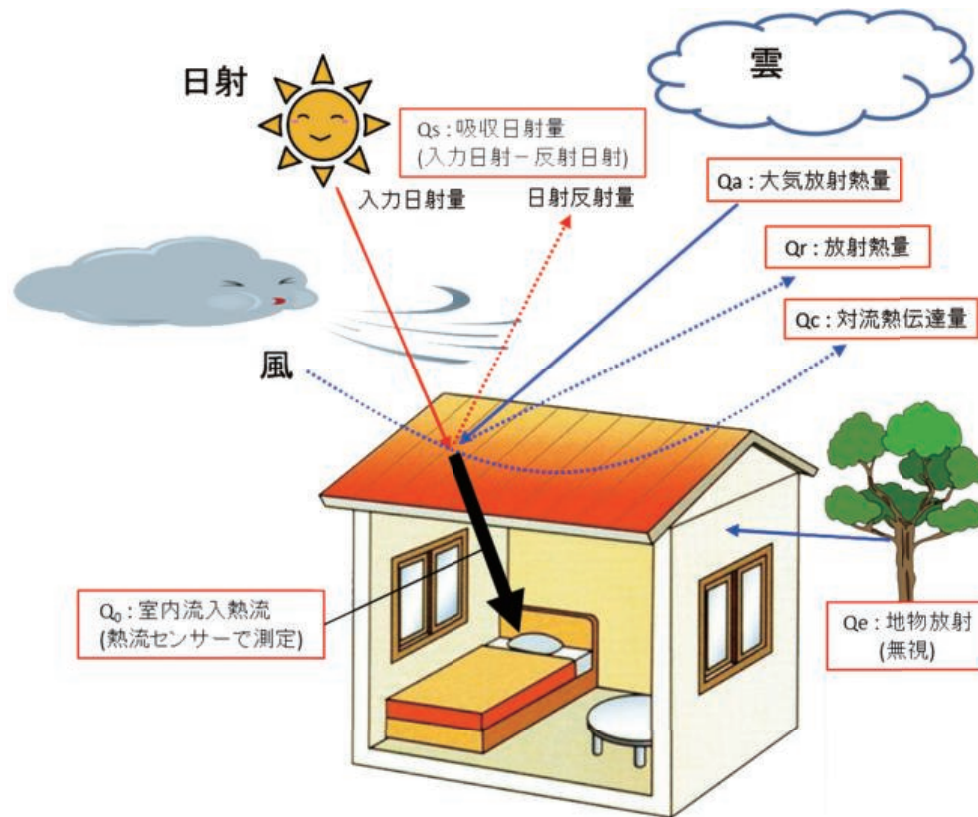 雲
日射
Qs : 吸収日射量
(入力日射－反射日射)
入力日射量
日射反射量
Qa : 大気放射熱量
Qr : 放射熱量
Qc : 対流熱伝達量
風
Q₀ : 室内流入熱流
(熱流センサーで測定)
Qe : 地物放射
(無視)